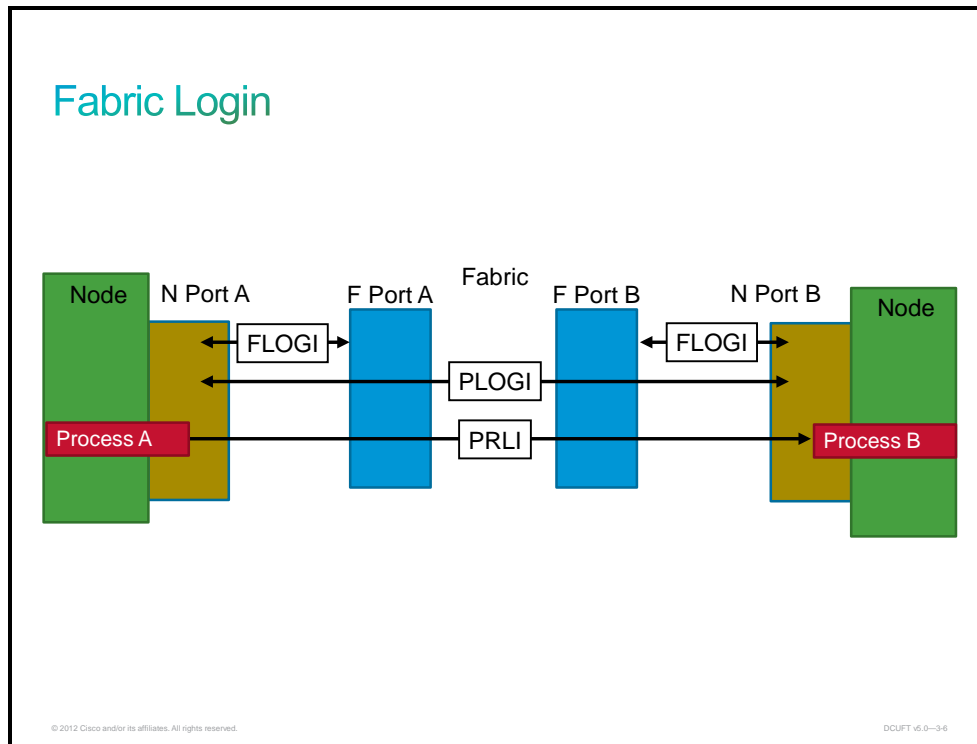 Fabric Login
Node
N Port A
F Port A
Fabric
F Port B
N Port B
Node
FLOGI
FLOGI
PLOGI
Process A
PRLI
Process B
© 2012 Cisco and/or its affiliates. All rights reserved.
DCUFT v5.0—3-6